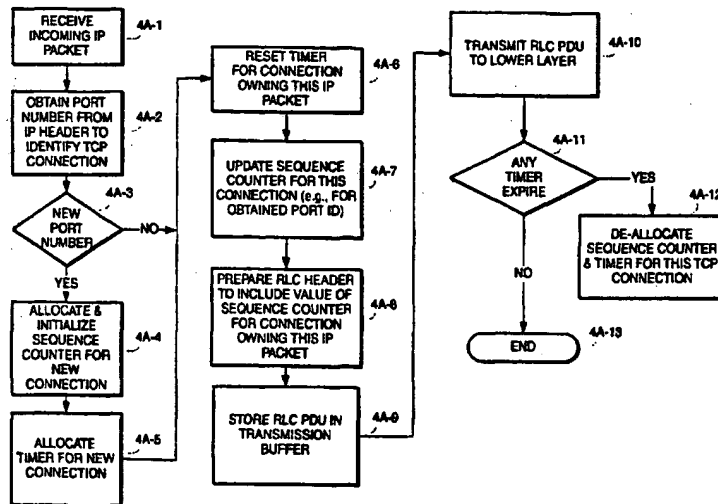 RECEIVE
INCOMING IP
PACKET
4A-1
OBTAIN PORT
NUMBER FROM
IP HEADER TO
IDENTIFY TCP
CONNECTION
4A-2
4A-3
NEW
PORT
NUMBER
NO
YES
ALLOCATE &
INITIALIZE
SEQUENCE
COUNTER FOR
NEW
CONNECTION
4A-4
ALLOCATE
TIMER FOR NEW
CONNECTION
4A-5
RESET TIMER
FOR CONNECTION
OWNING THIS IP
PACKET
4A-6
UPDATE SEQUENCE
COUNTER FOR THIS
CONNECTION (e.g., FOR
OBTAINED PORT ID)
4A-7
PREPARE RLC HEADER
TO INCLUDE VALUE OF
SEQUENCE COUNTER
FOR CONNECTION
OWNING THIS IP
PACKET
4A-8
STORE RLC PDU IN
TRANSMISSION
BUFFER
4A-9
TRANSMIT RLC PDU
TO LOWER LAYER
4A-10
4A-11
ANY
TIMER
EXPIRE
YES
4A-12
DE-ALLOCATE
SEQUENCE COUNTER
& TIMER FOR THIS TCP
CONNECTION
NO
END
4A-13